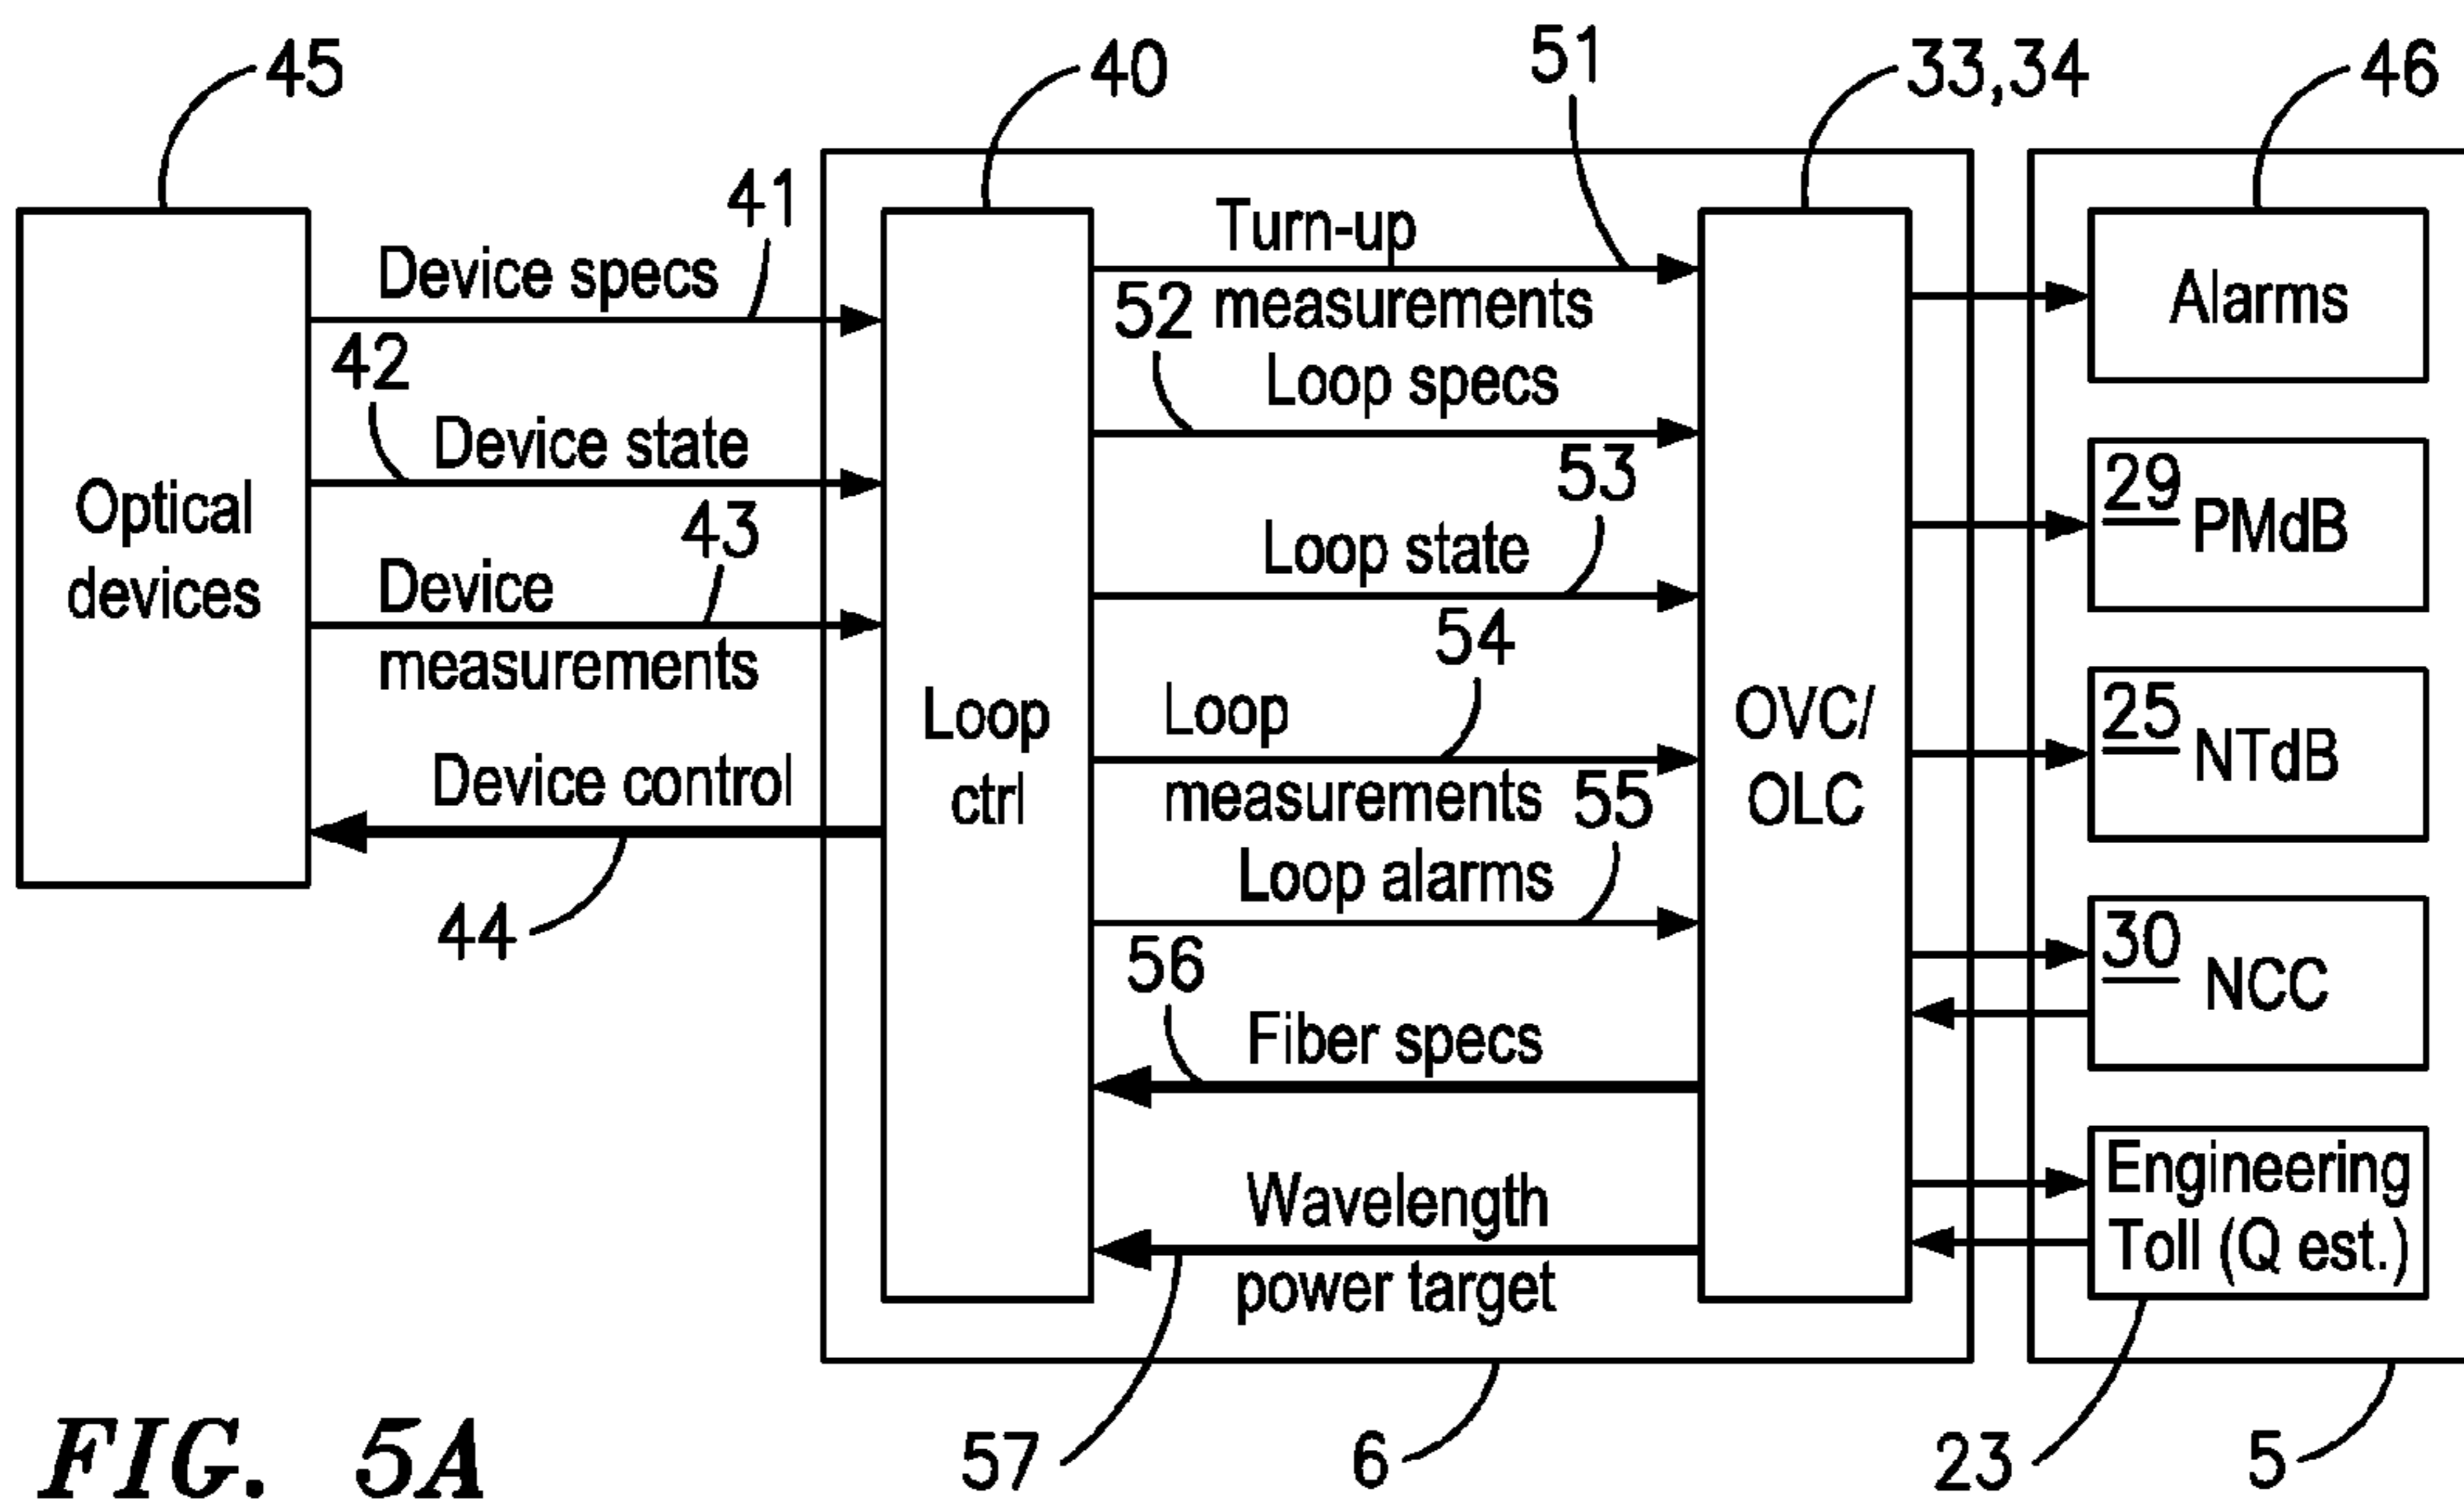 45
40
51
33,34
46
41
Device specs
42
Device state
43
Device
measurements
Device control
44
Optical
devices
Loop
ctrl
Turn-up
measurements
52
Loop specs
53
Loop state
54
Loop
measurements
55
Loop alarms
56
Fiber specs
Wavelength
power target
OVC/
OLC
Alarms
29
PMdB
25
NTdB
30
NCC
Engineering
Toll (Q est.)
57
6
23
5
FIG. 5A